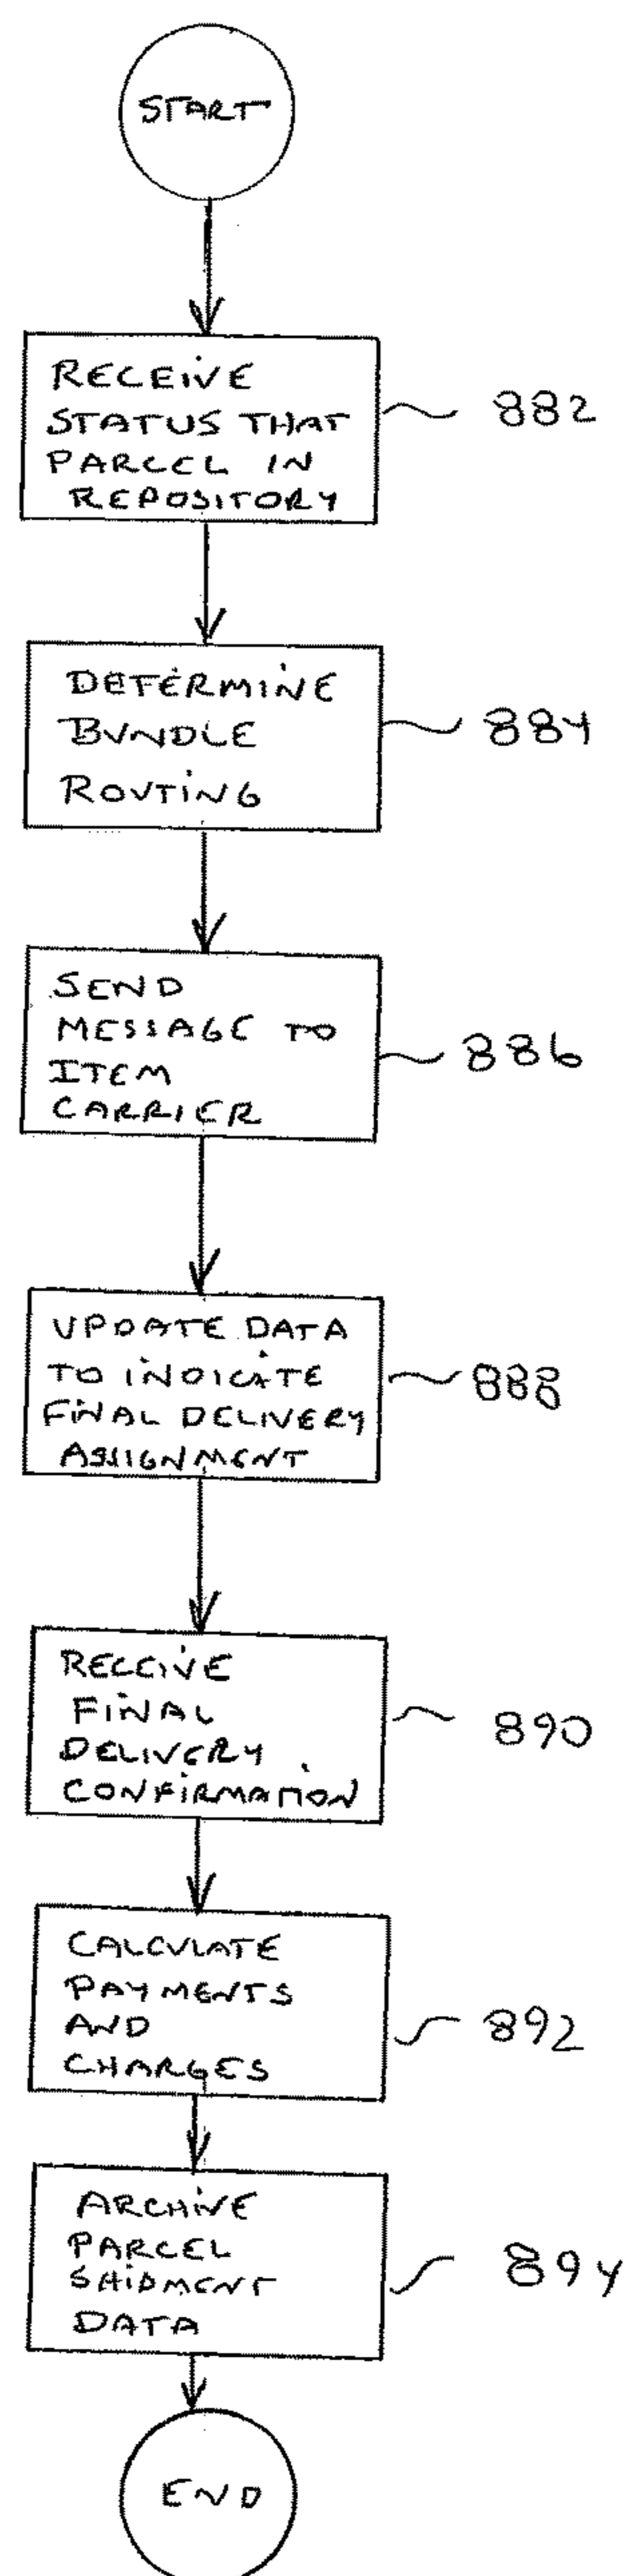 START
RECEIVE
STATUS THAT
PARCEL IN
REPOSITORY
882
DETERMINE
BUNDLE
ROUTING
884
SEND
MESSAGE TO
ITEM
CARRIER
886
UPDATE DATA
TO INDICATE
FINAL DELIVERY
ASSIGNMENT
888
RECEIVE
FINAL
DELIVERY
CONFIRMATION
890
CALCULATE
PAYMENTS
AND
CHARGES
892
ARCHIVE
PARCEL
SHIPMENT
DATA
894
END